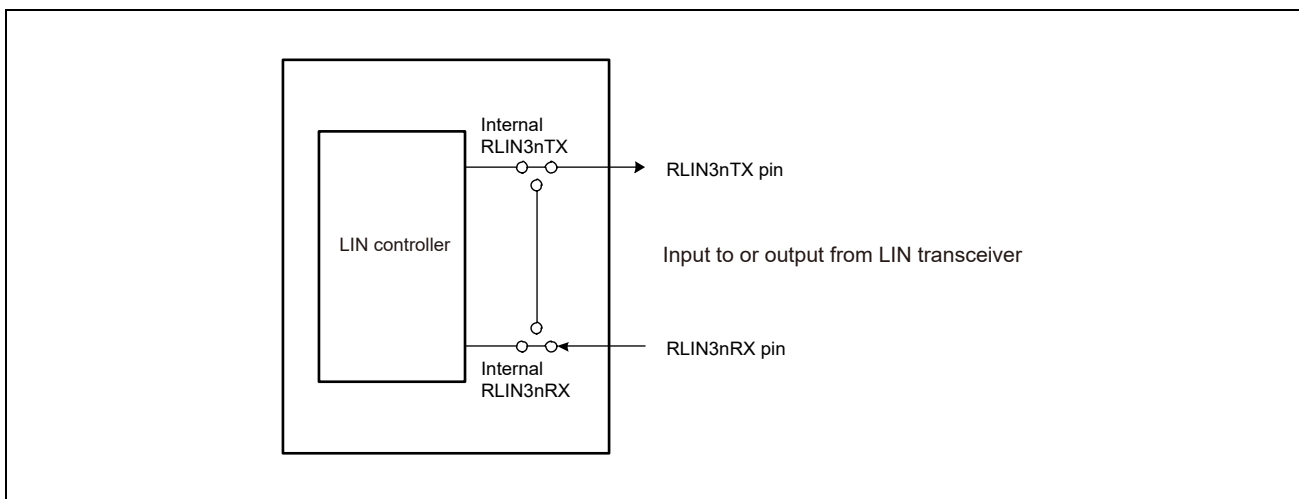 Internal
RLIN3nTX
RLIN3nTX pin
LIN controller
Input to or output from LIN transceiver
RLIN3nRX pin
Internal
RLIN3nRX